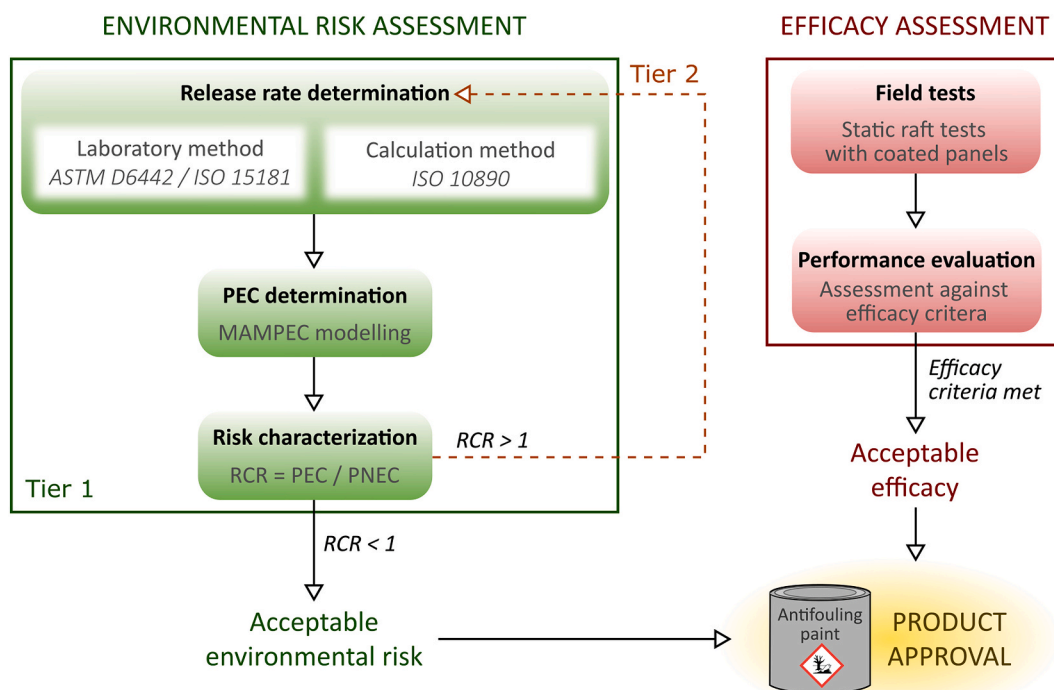 ENVIRONMENTAL RISK ASSESSMENT
Tier 2
Release rate determination
Laboratory method
ASTM D6442 / ISO 15181
Calculation method
ISO 10890
PEC determination
MAMPEC modelling
Risk characterization
RCR = PEC / PNEC
RCR > 1
Tier 1
RCR < 1
Acceptable
environmental risk
EFFICACY ASSESSMENT
Field tests
Static raft tests
with coated panels
Performance evaluation
Assessment against
efficacy critera
Efficacy
criteria met
Acceptable
efficacy
Antifouling
paint
PRODUCT
APPROVAL